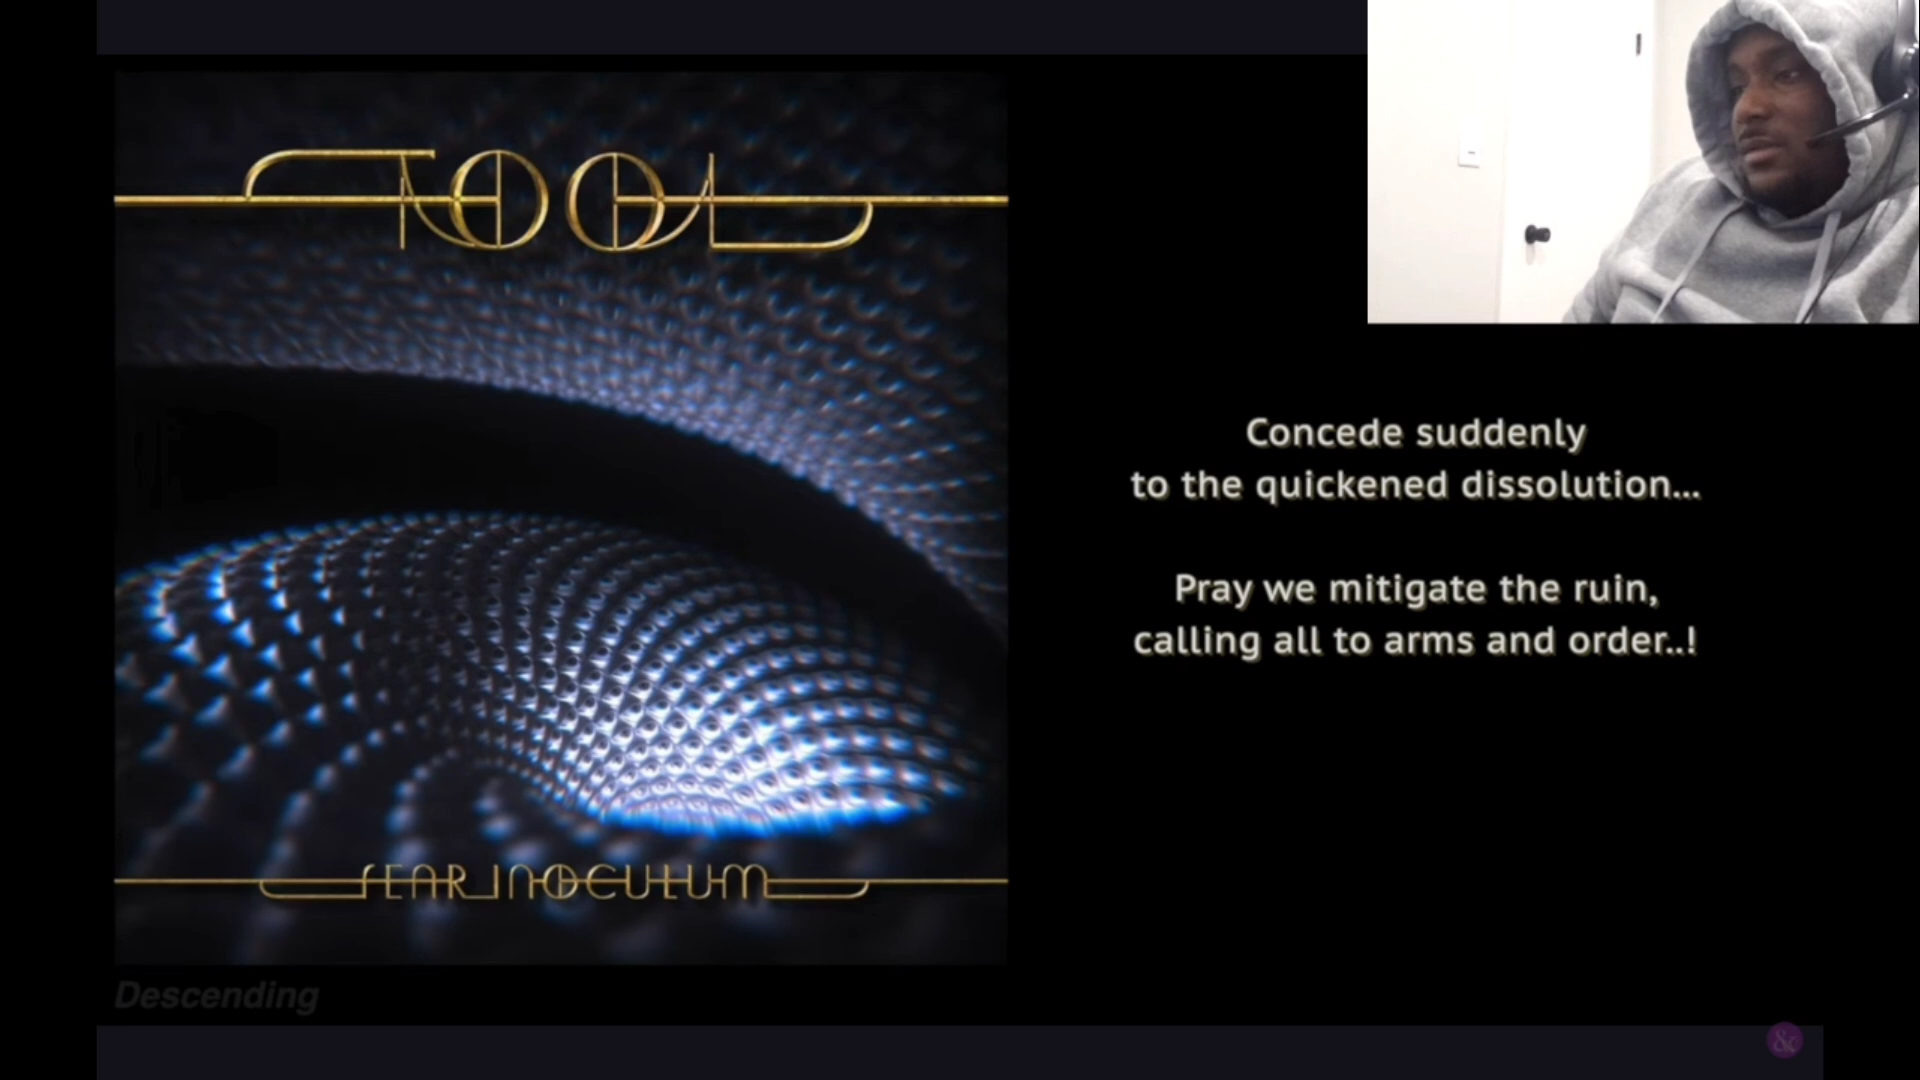 TOOL
Concede suddenly
to the quickened dissolution...
Pray we mitigate the ruin,
calling all to arms and order..!
FEAR INOCULUM
Descending
&